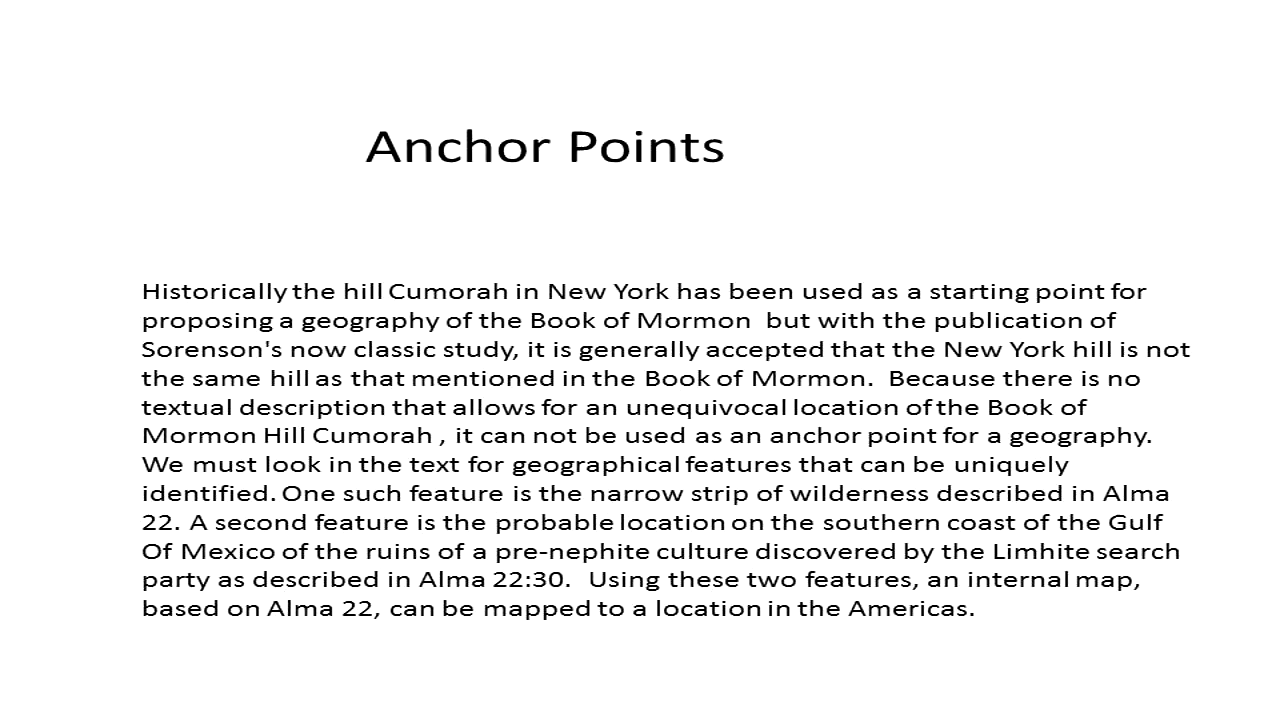 Anchor Points
Historically the hill Cumorah in New York has been used as a starting point for
proposing a geography of the Book of Mormon  but with the publication of
Sorenson's now classic study, it is generally accepted that the New York hill is not
the same hill as that mentioned in the Book of Mormon.  Because there is no
textual description that allows for an unequivocal location of the Book of
Mormon Hill Cumorah , it can not be used as an anchor point for a geography.
We must look in the text for geographical features that can be uniquely
identified. One such feature is the narrow strip of wilderness described in Alma
22. A second feature is the probable location on the southern coast of the Gulf
Of Mexico of the ruins of a pre-nephite culture discovered by the Limhite search
party as described in Alma 22:30.  Using these two features, an internal map,
based on Alma 22, can be mapped to a location in the Americas.